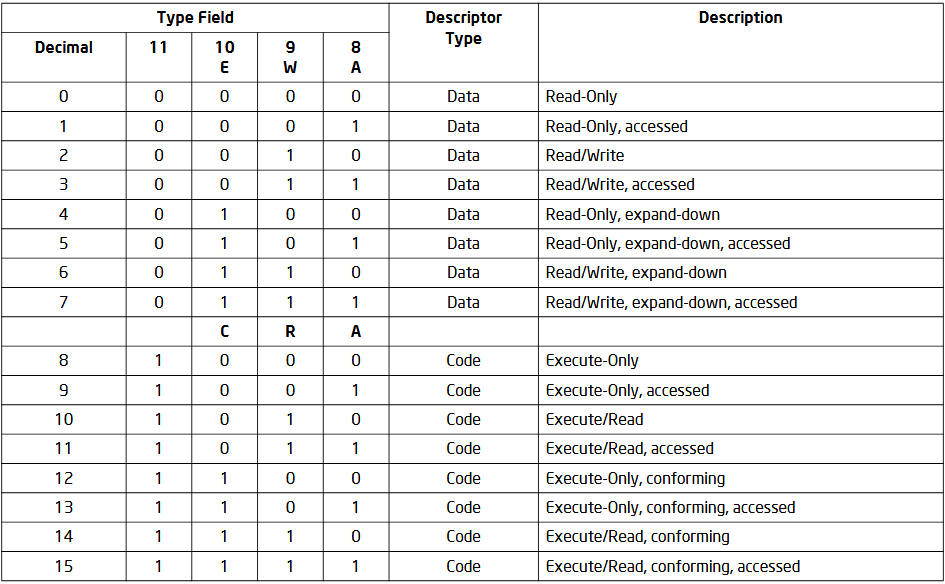 Type Field Descriptor Type Description
Decimal 11 10 E 9 W 8 A
0 0 0 0 0 Data Read-Only
1 0 0 0 1 Data Read-Only, accessed
2 0 0 1 0 Data Read/Write
3 0 0 1 1 Data Read/Write, accessed
4 0 1 0 0 Data Read-Only, expand-down
5 0 1 0 1 Data Read-Only, expand-down, accessed
6 0 1 1 0 Data Read/Write, expand-down
7 0 1 1 1 Data Read/Write, expand-down, accessed
C R A
8 1 0 0 0 Code Execute-Only
9 1 0 0 1 Code Execute-Only, accessed
10 1 0 1 0 Code Execute/Read
11 1 0 1 1 Code Execute/Read, accessed
12 1 1 0 0 Code Execute-Only, conforming
13 1 1 0 1 Code Execute-Only, conforming, accessed
14 1 1 1 0 Code Execute/Read, conforming
15 1 1 1 1 Code Execute/Read, conforming, accessed